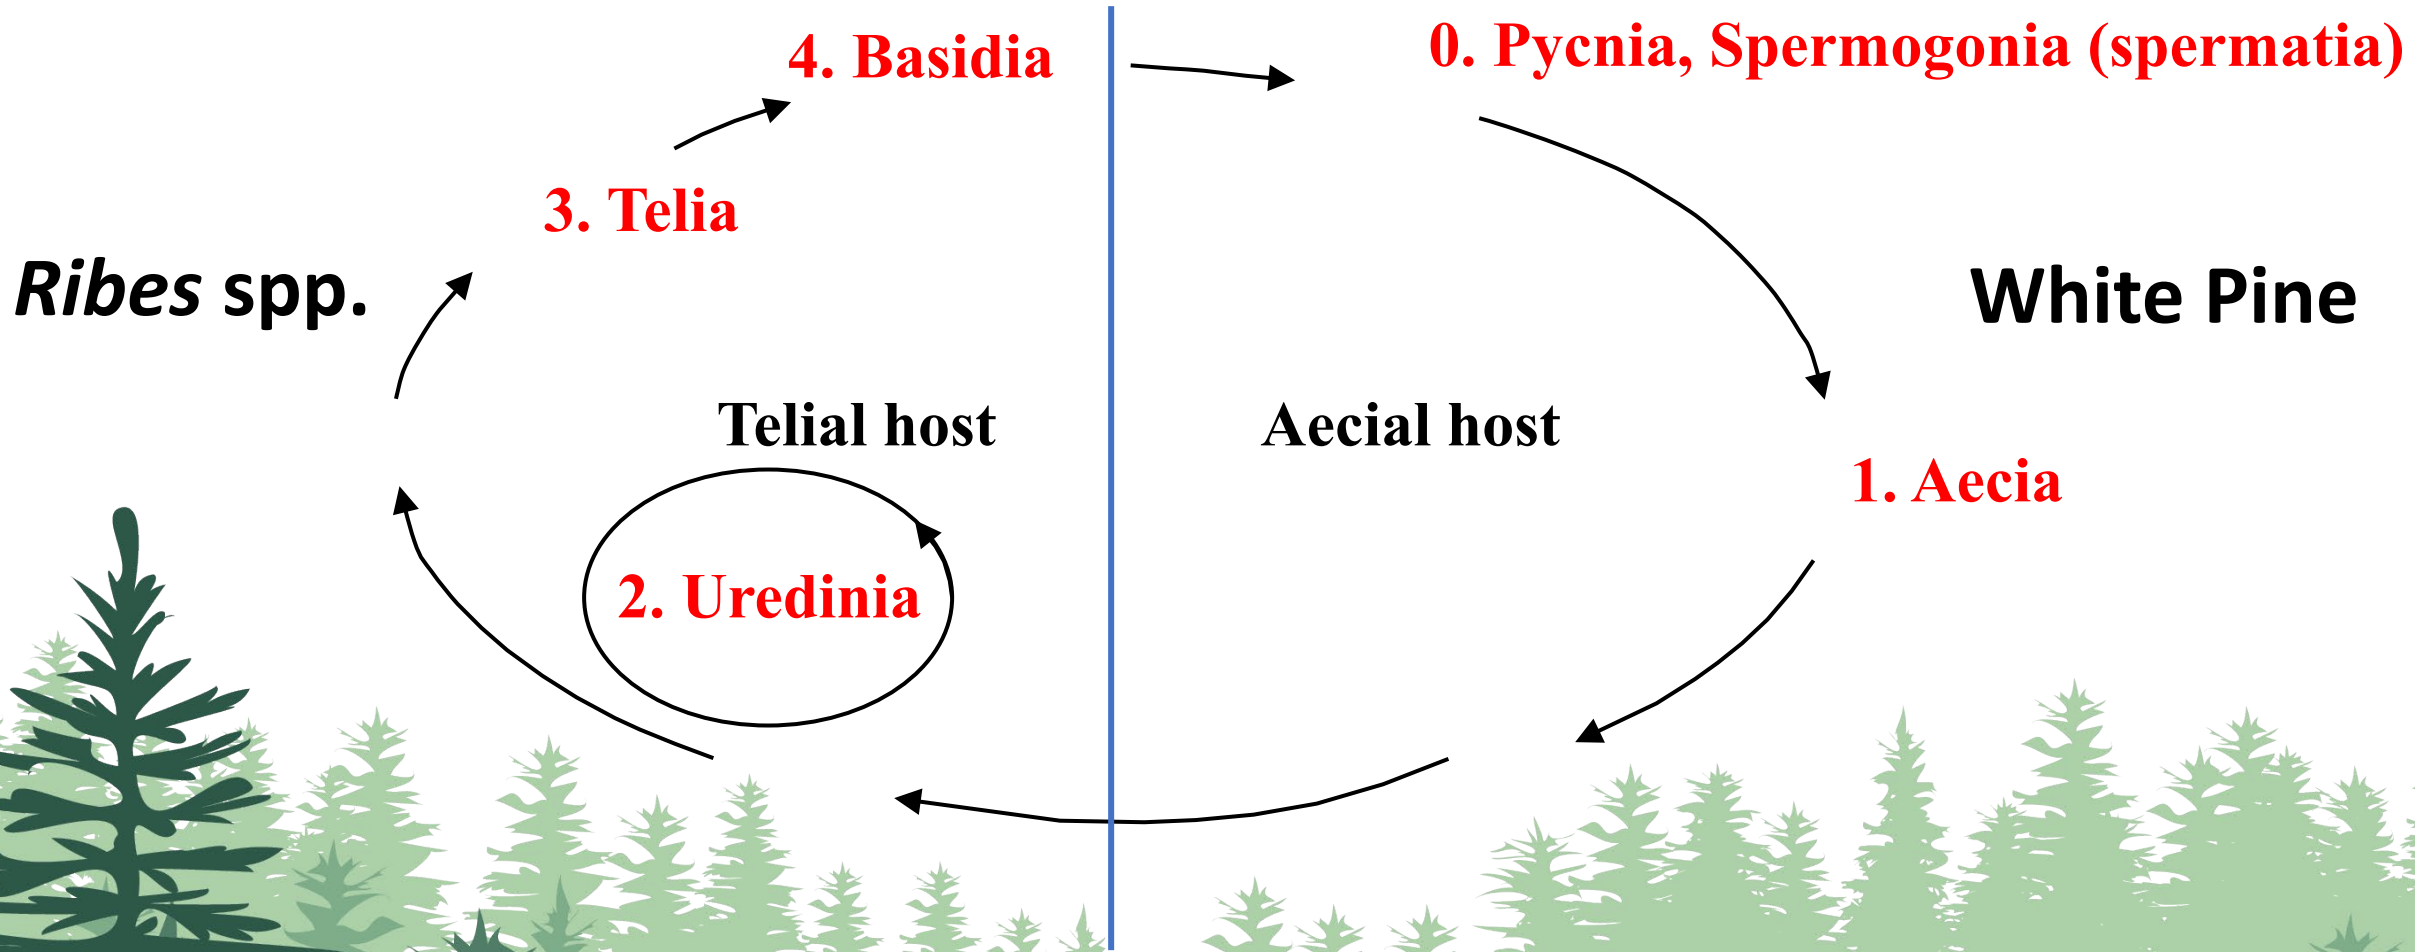 4. Basidia
0. Pycnia, Spermogonia (spermatia)
3. Telia
Ribes spp.
White Pine
Telial host
Aecial host
1. Aecia
2. Uredinia